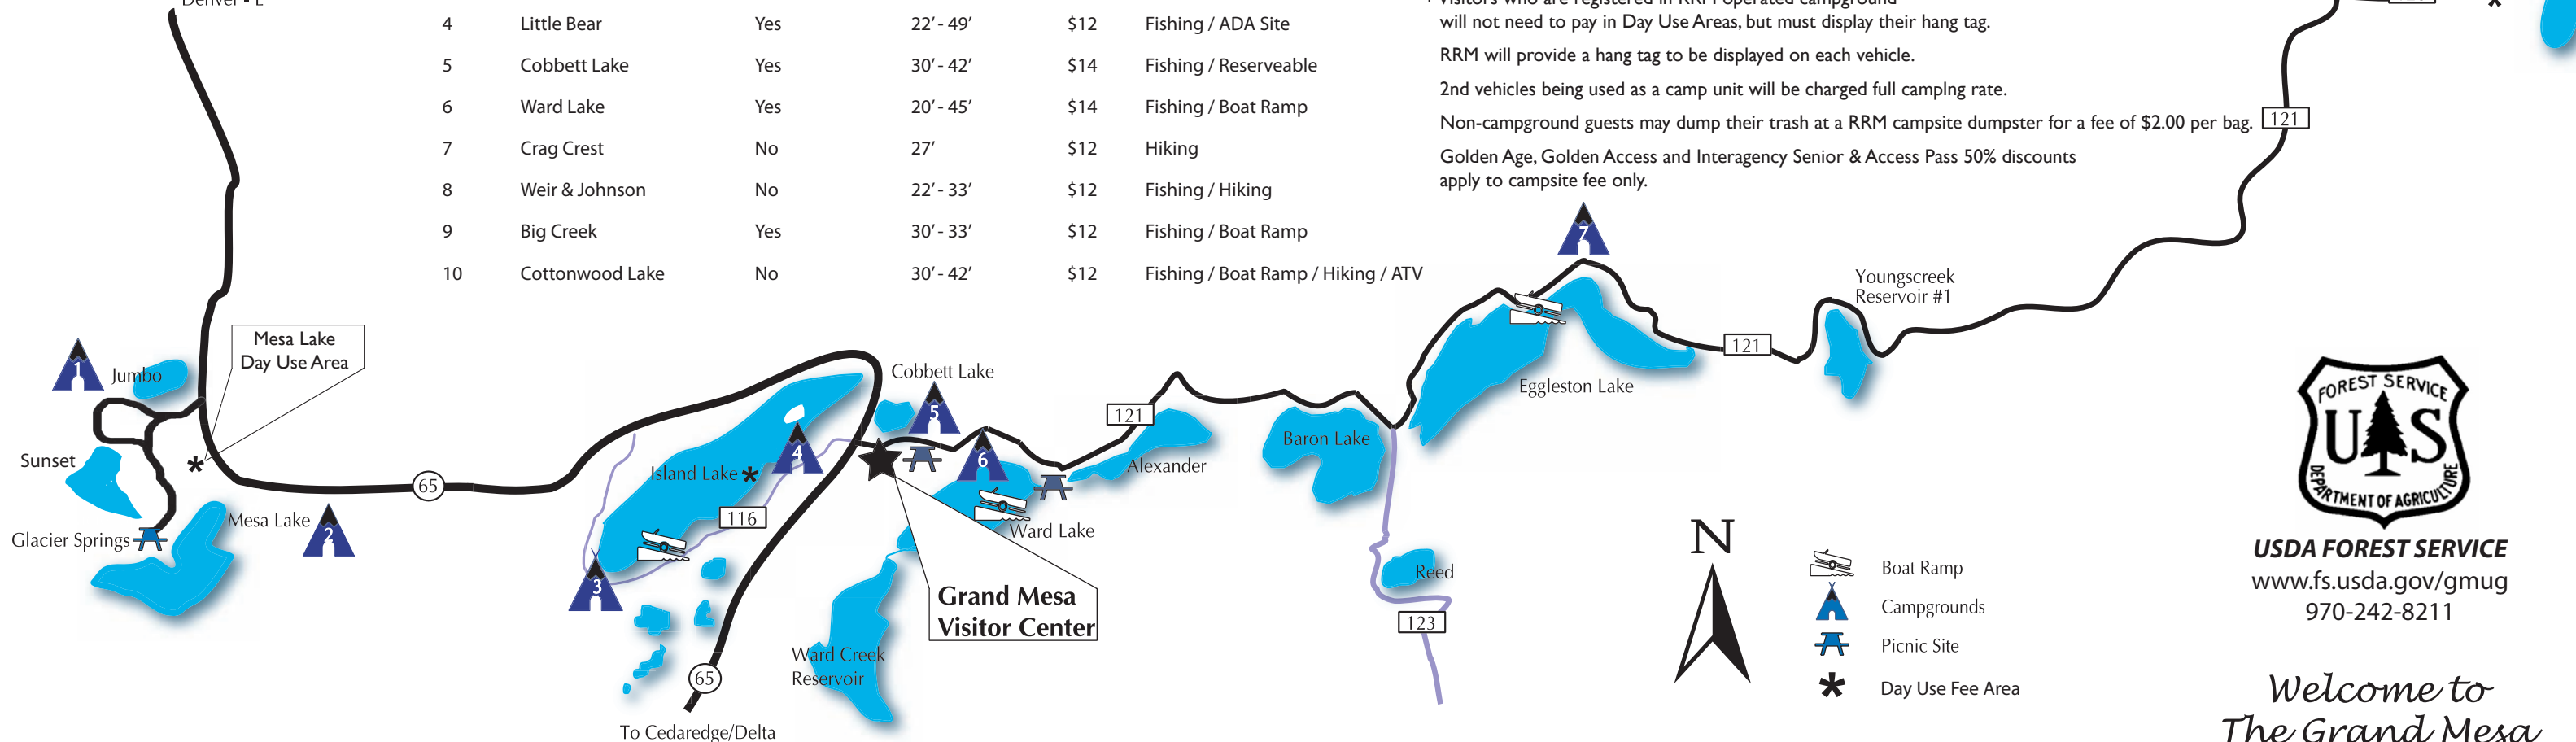 Denver - E
4 Little Bear Yes 22’ - 49’ $12 Fishing / ADA Site
5 Cobbett Lake Yes 30’ - 42’ $14 Fishing / Reserveable
6 Ward Lake Yes 20’ - 45’ $14 Fishing / Boat Ramp
7 Crag Crest No 27’ $12 Hiking
8 Weir & Johnson No 22’ - 33’ $12 Fishing / Hiking
9 Big Creek Yes 30’ - 33’ $12 Fishing / Boat Ramp
10 Cottonwood Lake No 30’ - 42’ $12 Fishing / Boat Ramp / Hiking / ATV
Visitors who are registered in RRM operated campground
will not need to pay in Day Use Areas, but must display their hang tag.
RRM will provide a hang tag to be displayed on each vehicle.
2nd vehicles being used as a camp unit will be charged full campIng rate.
Non-campground guests may dump their trash at a RRM campsite dumpster for a fee of $2.00 per bag.
121
Golden Age, Golden Access and Interagency Senior & Access Pass 50% discounts
apply to campsite fee only.
7
Youngscreek
Reservoir #1
Mesa Lake
Day Use Area
1
Jumbo
Cobbett Lake
5
121
121
Eggleston Lake
Baron Lake
Sunset
*
65
Island Lake *
4
6
Alexander
116
Mesa Lake
2
Glacier Springs
Ward Lake
3
Reed
Grand Mesa
Visitor Center
123
Ward Creek
Reservoir
65
To Cedaredge/Delta
N
Boat Ramp
Campgrounds
Picnic Site
* Day Use Fee Area
FOREST SERVICE
U S
DEPARTMENT OF AGRICULTURE
USDA FOREST SERVICE
www.fs.usda.gov/gmug
970-242-8211
Welcome to
The Grand Mesa